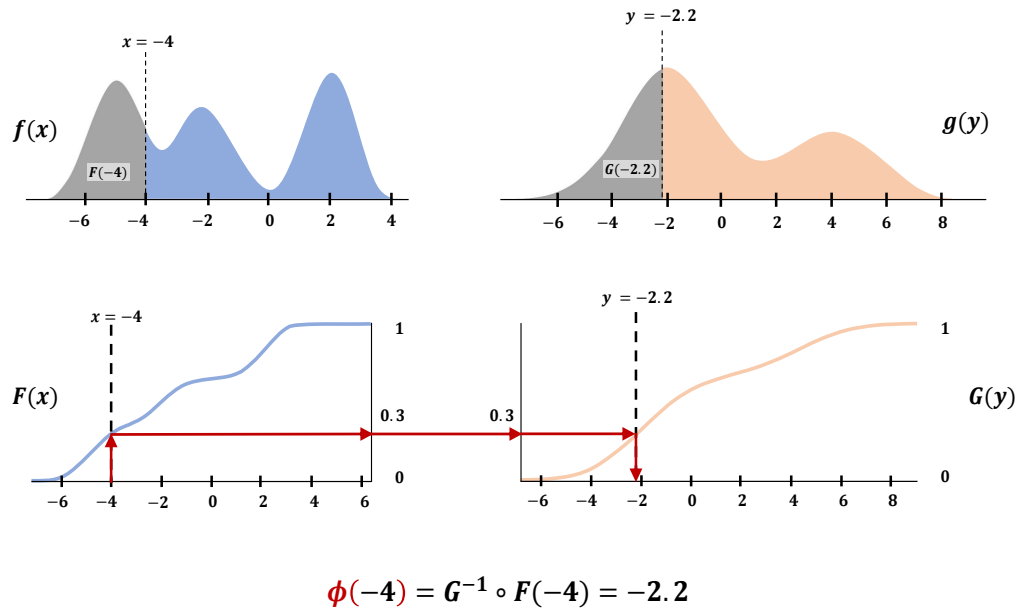 x = −4
y = −2.2
f(x)
g(y)
F(−4)
G(−2.2)
−6 −4 −2 0 2 4
−6 −4 −2 0 2 4 6 8
x = −4
y = −2.2
1
1
F(x)
G(y)
0.3
0.3
0
0
−6 −4 −2 0 2 4 6
−6 −4 −2 0 2 4 6 8
ϕ(−4) = G⁻¹ ∘ F(−4) = −2.2